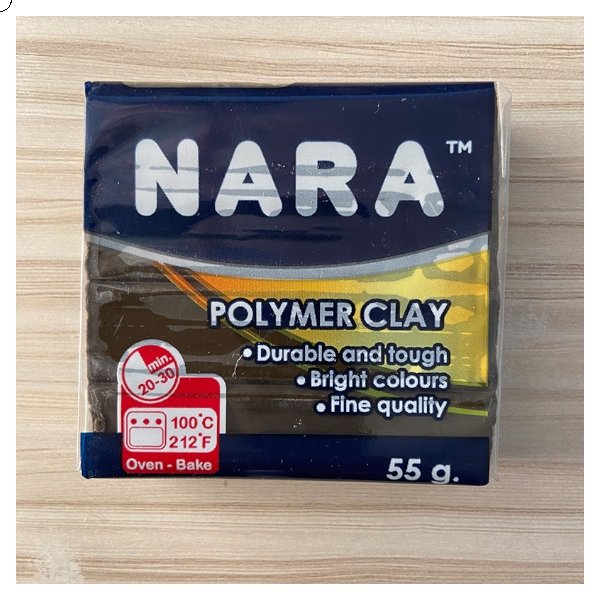 NARA™
POLYMER CLAY
• Durable and tough
• Bright colours
• Fine quality
min.
20-30
100°C
212°F
Oven - Bake
55 g.